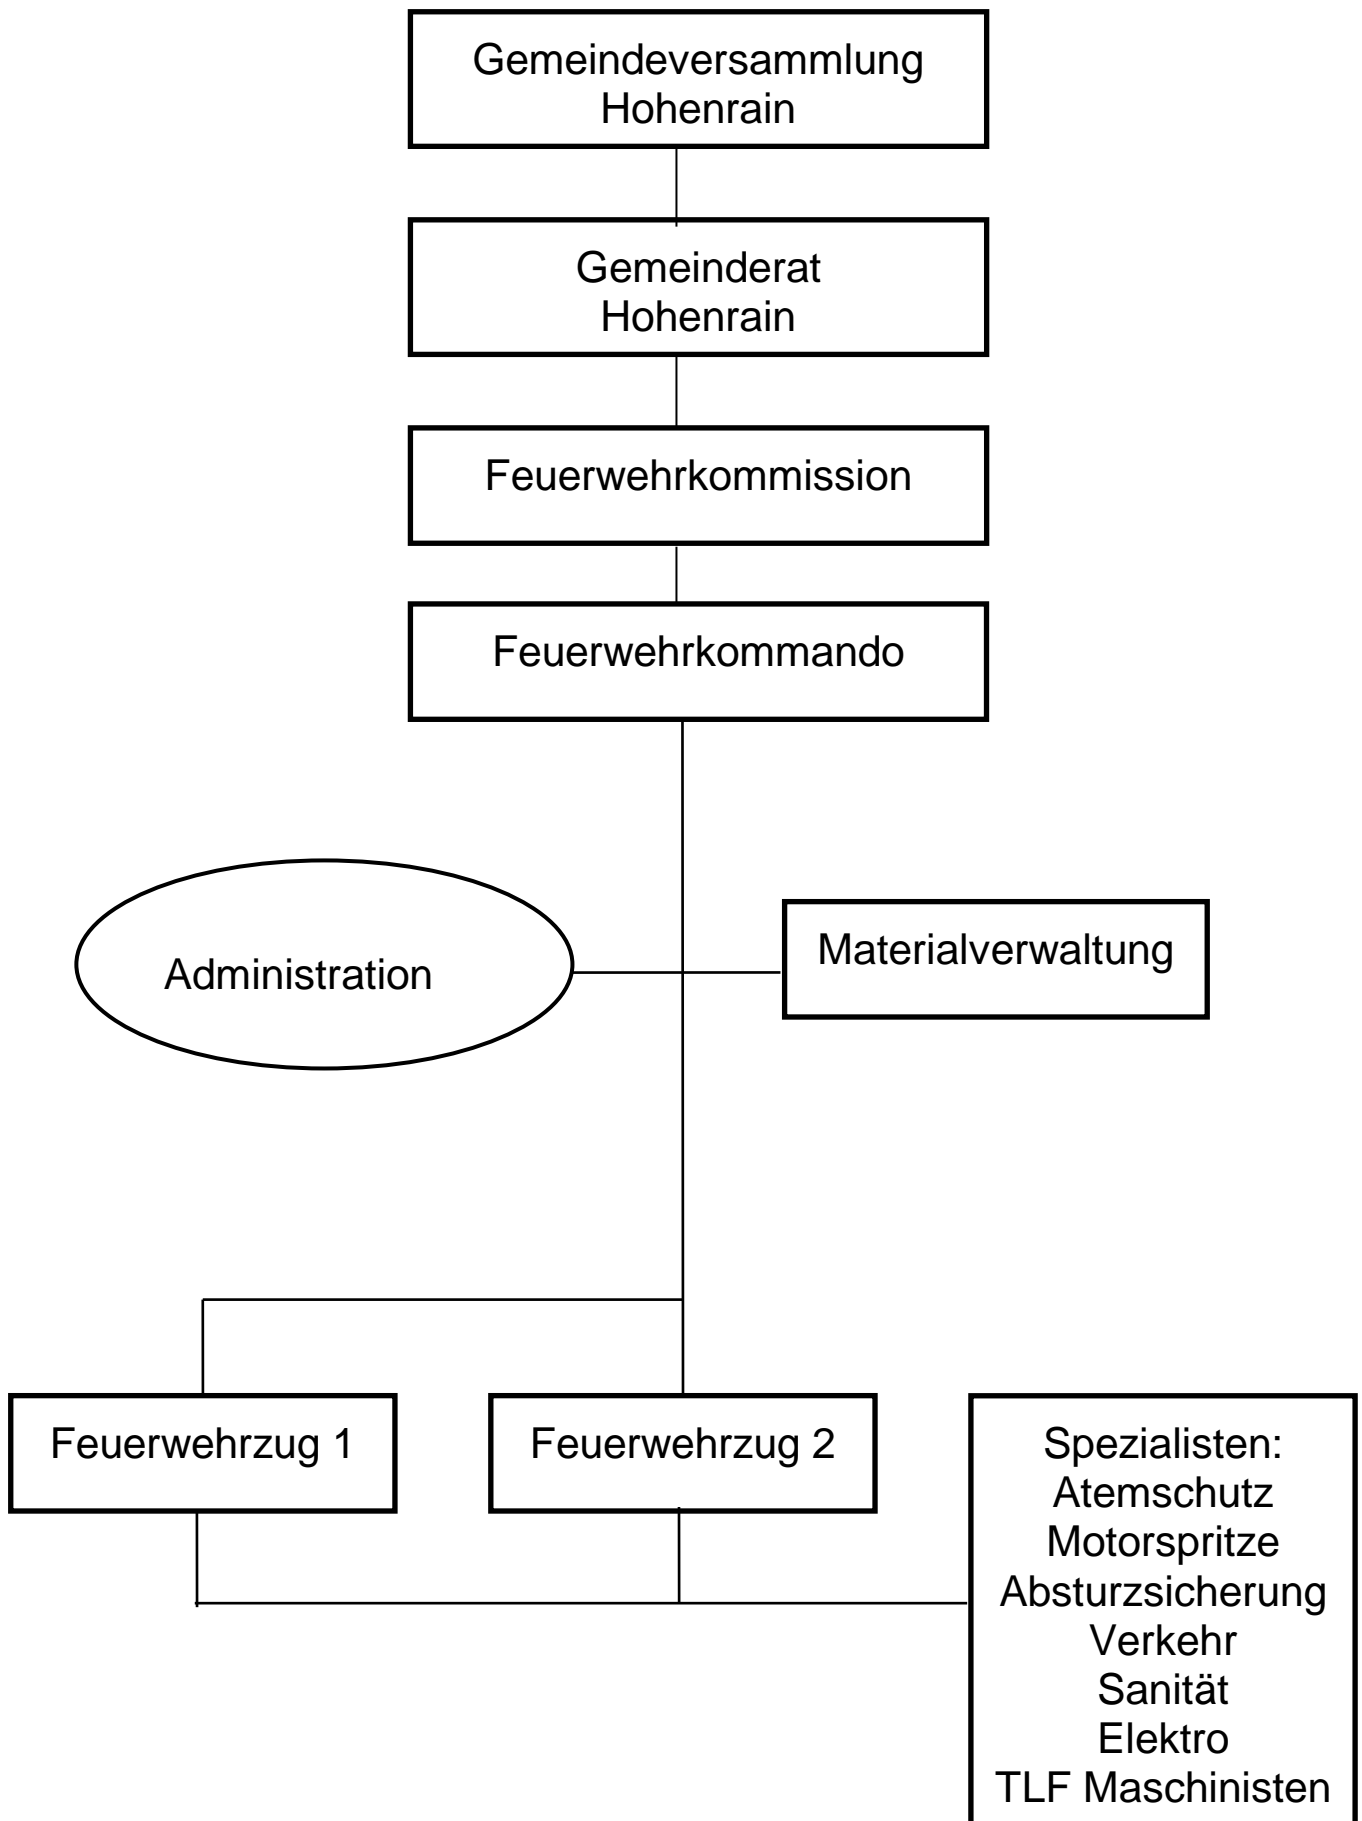 Gemeindeversammlung
Hohenrain
Gemeinderat
Hohenrain
Feuerwehrkommission
Feuerwehrkommando
Administration
Materialverwaltung
Feuerwehrzug 1
Feuerwehrzug 2
Spezialisten:
Atemschutz
Motorspritze
Absturzsicherung
Verkehr
Sanität
Elektro
TLF Maschinisten